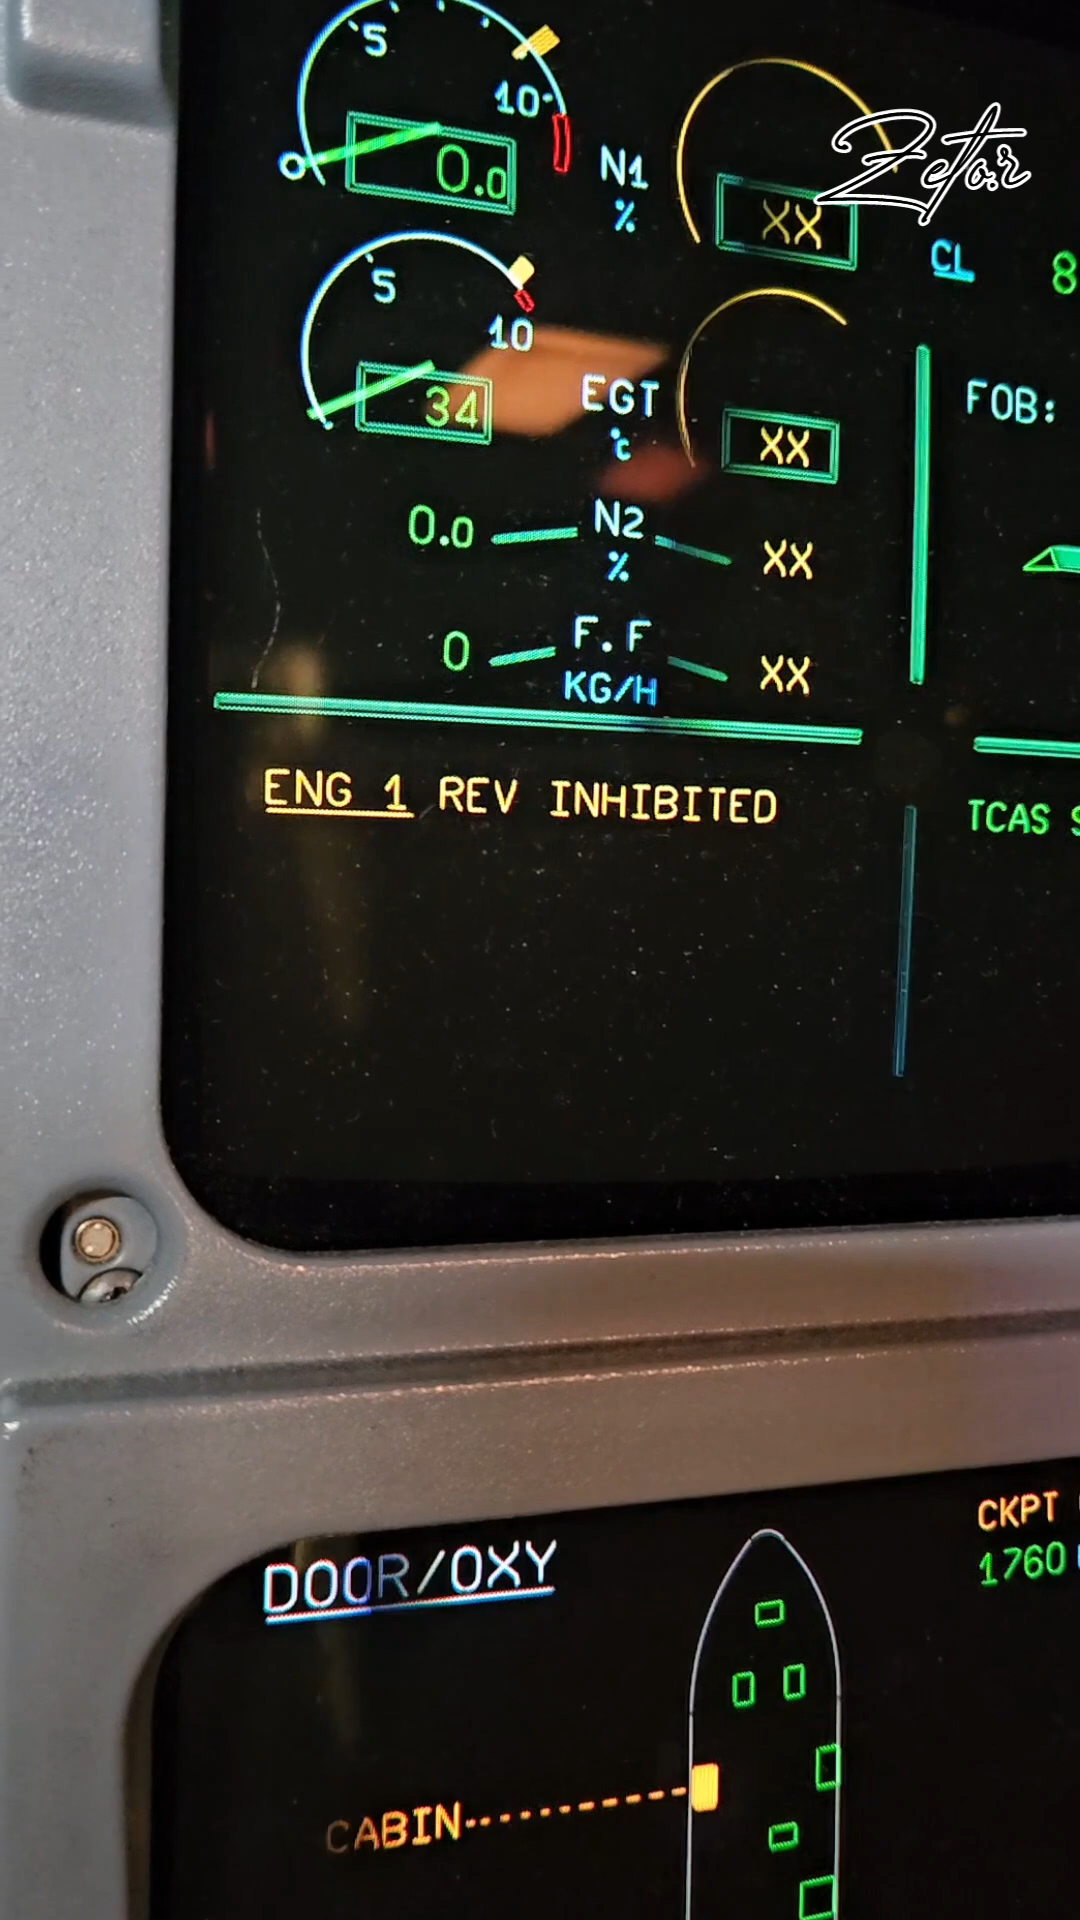 5
10
0.0
N1
%
XX
Zetor
CL
8
5
10
34
EGT
°C
XX
FOB:
0.0
N2
%
XX
0
F.F
KG/H
XX
ENG 1 REV INHIBITED
TCAS S
DOOR/OXY
CKPT
1760
CABIN